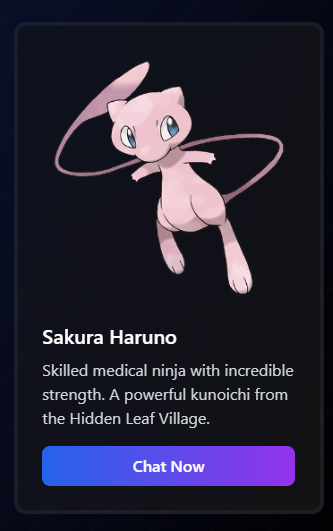 Sakura Haruno
Skilled medical ninja with incredible
strength. A powerful kunoichi from
the Hidden Leaf Village.
Chat Now